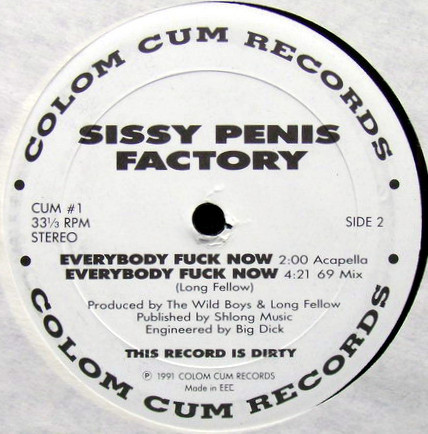 COLOM CUM RECORDS
SISSY PENIS
FACTORY
CUM #1
33⅓ RPM
STEREO
SIDE 2
EVERYBODY FUCK NOW 2:00 Acapella
EVERYBODY FUCK NOW 4:21 69 Mix
(Long Fellow)
Produced by The Wild Boys & Long Fellow
Published by Shlong Music
Engineered by Big Dick
THIS RECORD IS DIRTY
℗ 1991 COLOM CUM RECORDS
Made in EEC
COLOM CUM RECORDS